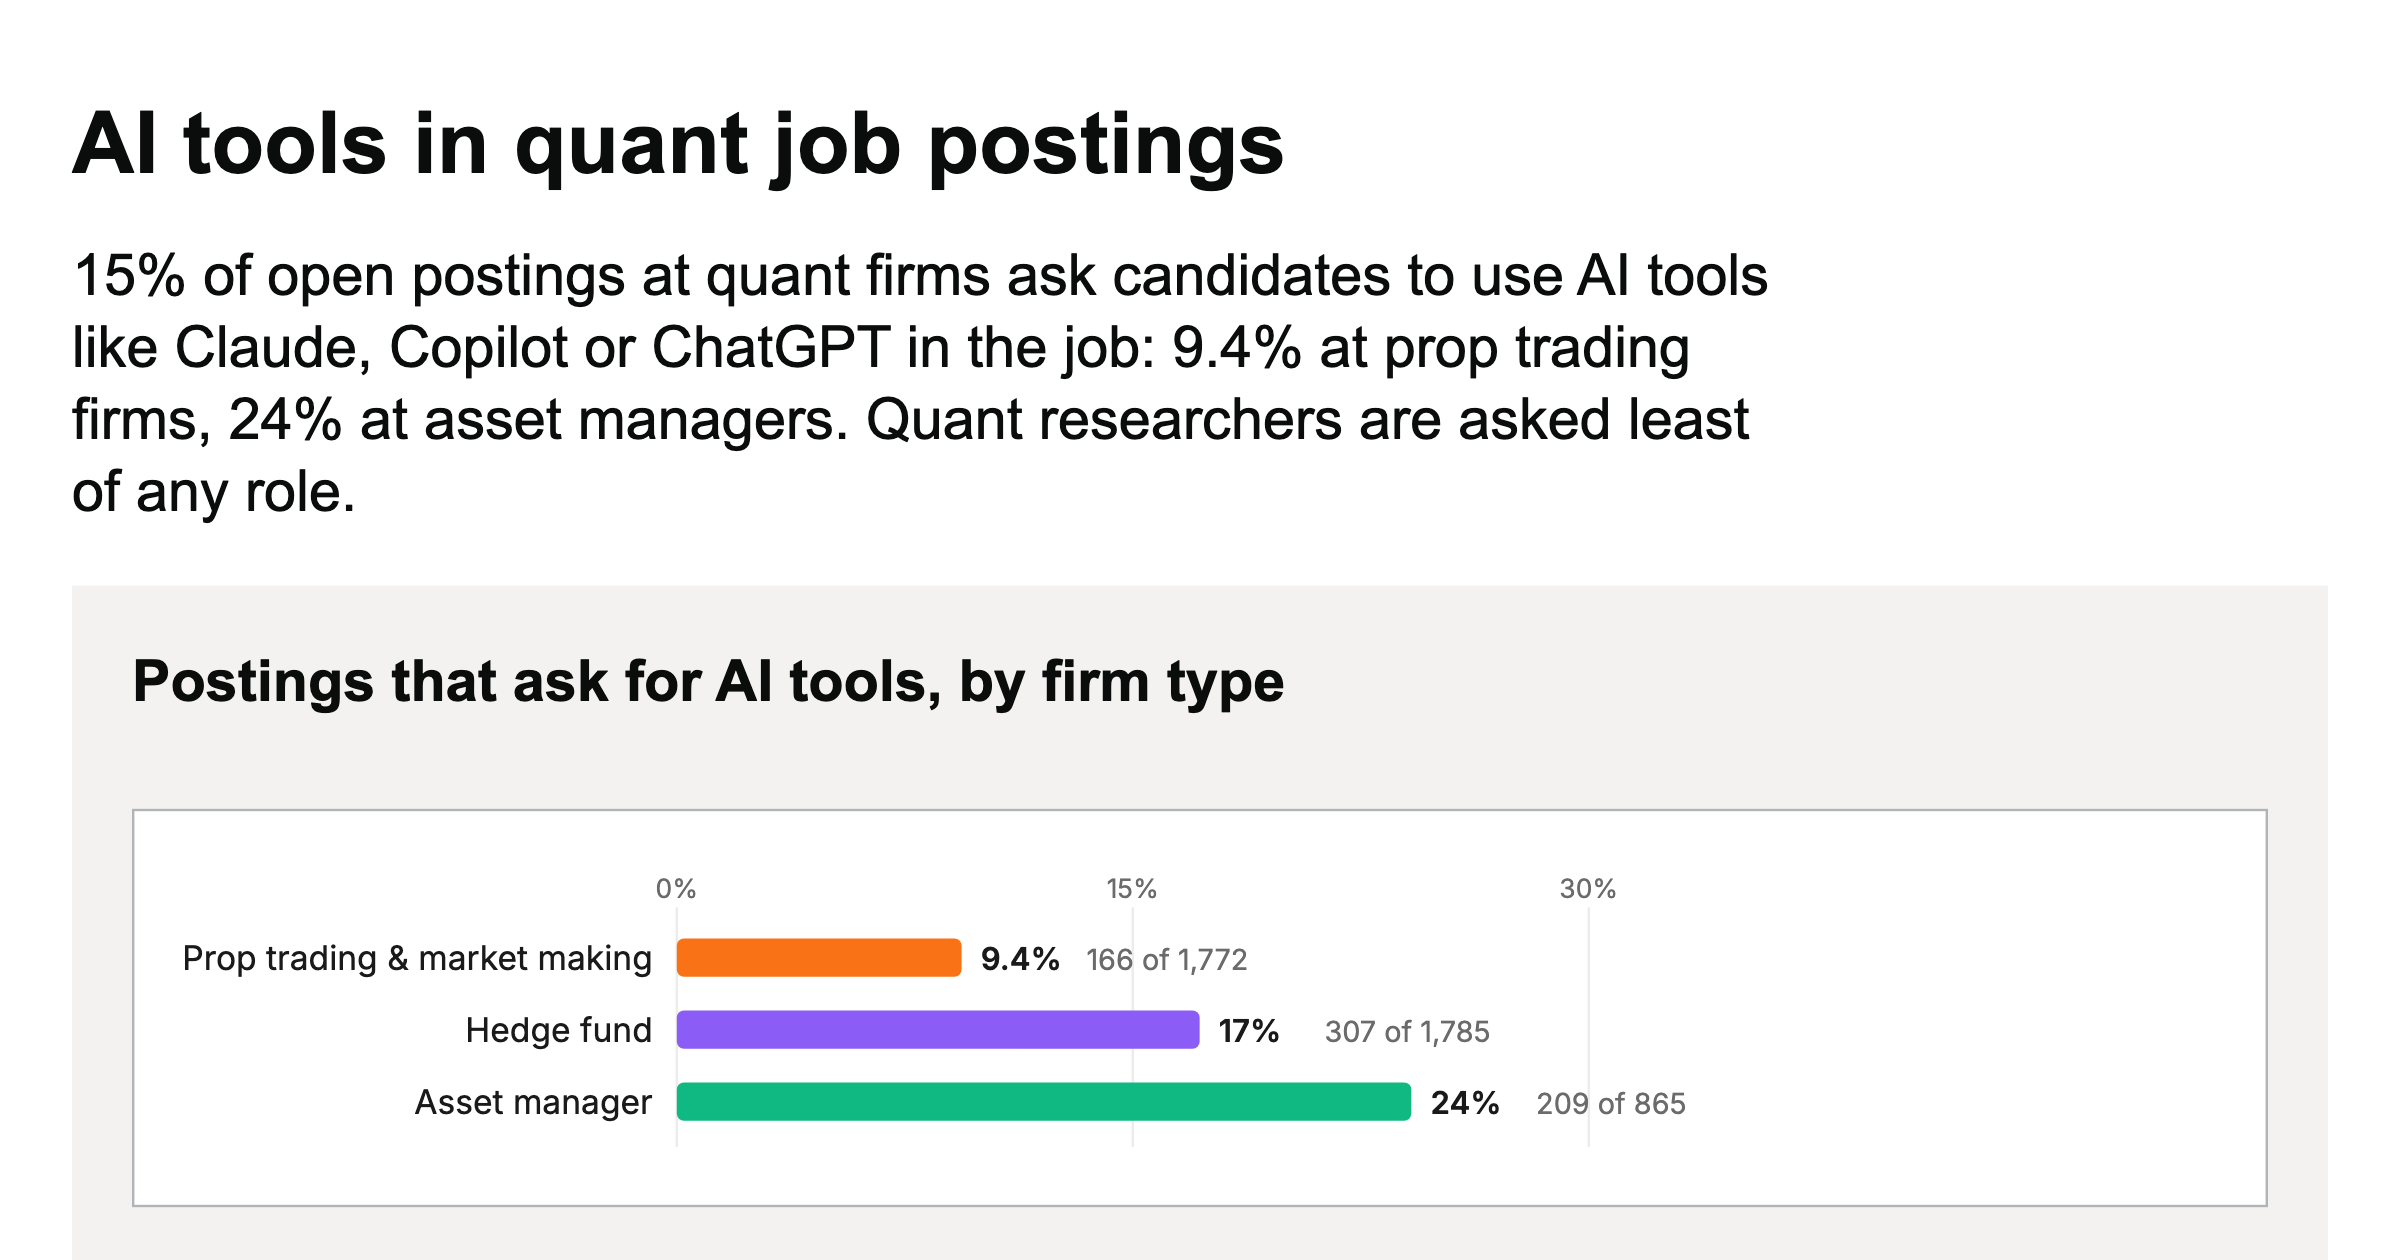 AI tools in quant job postings
15% of open postings at quant firms ask candidates to use AI tools
like Claude, Copilot or ChatGPT in the job: 9.4% at prop trading
firms, 24% at asset managers. Quant researchers are asked least
of any role.
Postings that ask for AI tools, by firm type
0% 15% 30%
Prop trading & market making 9.4% 166 of 1,772
Hedge fund 17% 307 of 1,785
Asset manager 24% 209 of 865